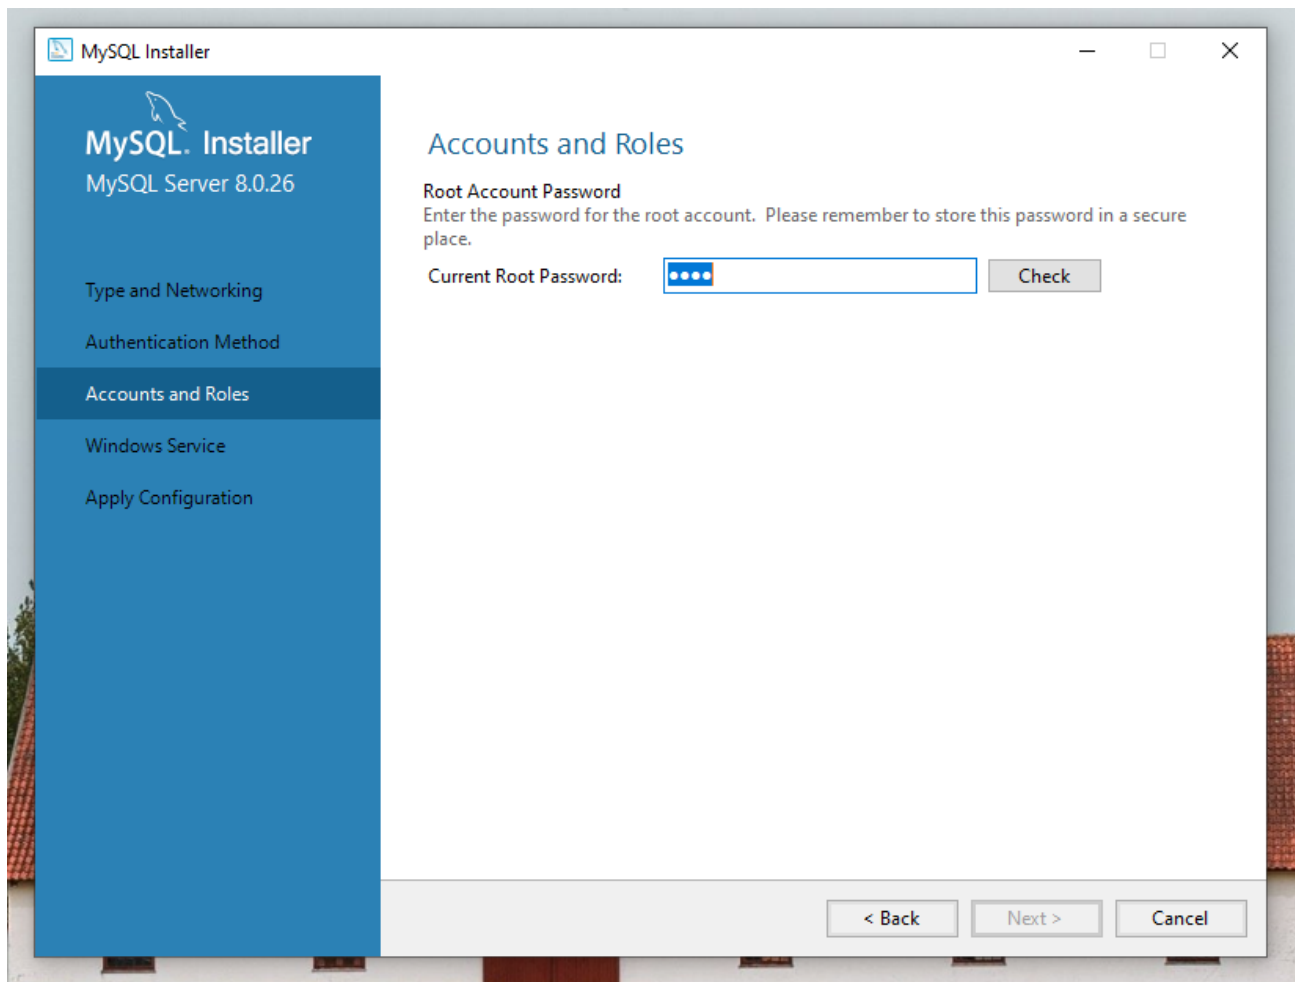 MySQL Installer
MySQL. Installer
MySQL Server 8.0.26
Type and Networking
Authentication Method
Accounts and Roles
Windows Service
Apply Configuration
Accounts and Roles
Root Account Password
Enter the password for the root account.  Please remember to store this password in a secure
place.
Current Root Password:
Check
< Back
Next >
Cancel